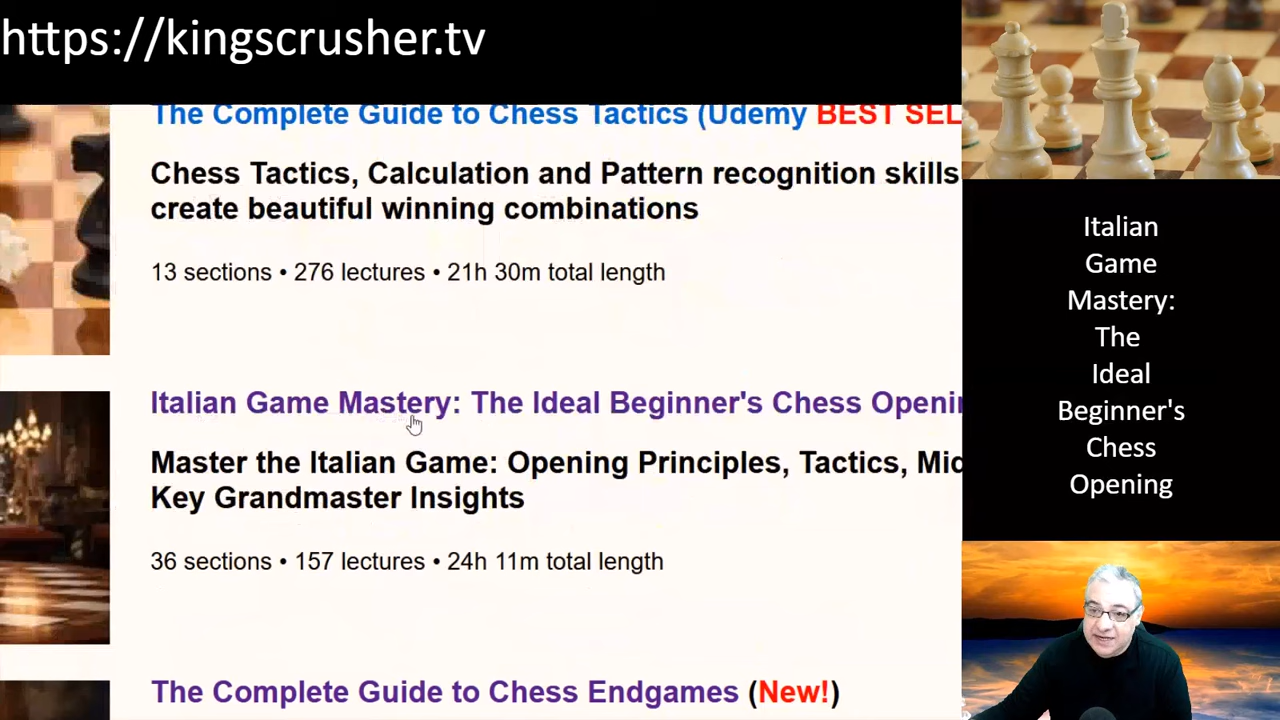 https://kingscrusher.tv
The Complete Guide to Chess Tactics (Udemy BEST SEL
Chess Tactics, Calculation and Pattern recognition skills
create beautiful winning combinations
13 sections • 276 lectures • 21h 30m total length
Italian Game Mastery: The Ideal Beginner's Chess Openin
Master the Italian Game: Opening Principles, Tactics, Mid
Key Grandmaster Insights
36 sections • 157 lectures • 24h 11m total length
The Complete Guide to Chess Endgames (New!)
Italian
Game
Mastery:
The
Ideal
Beginner's
Chess
Opening